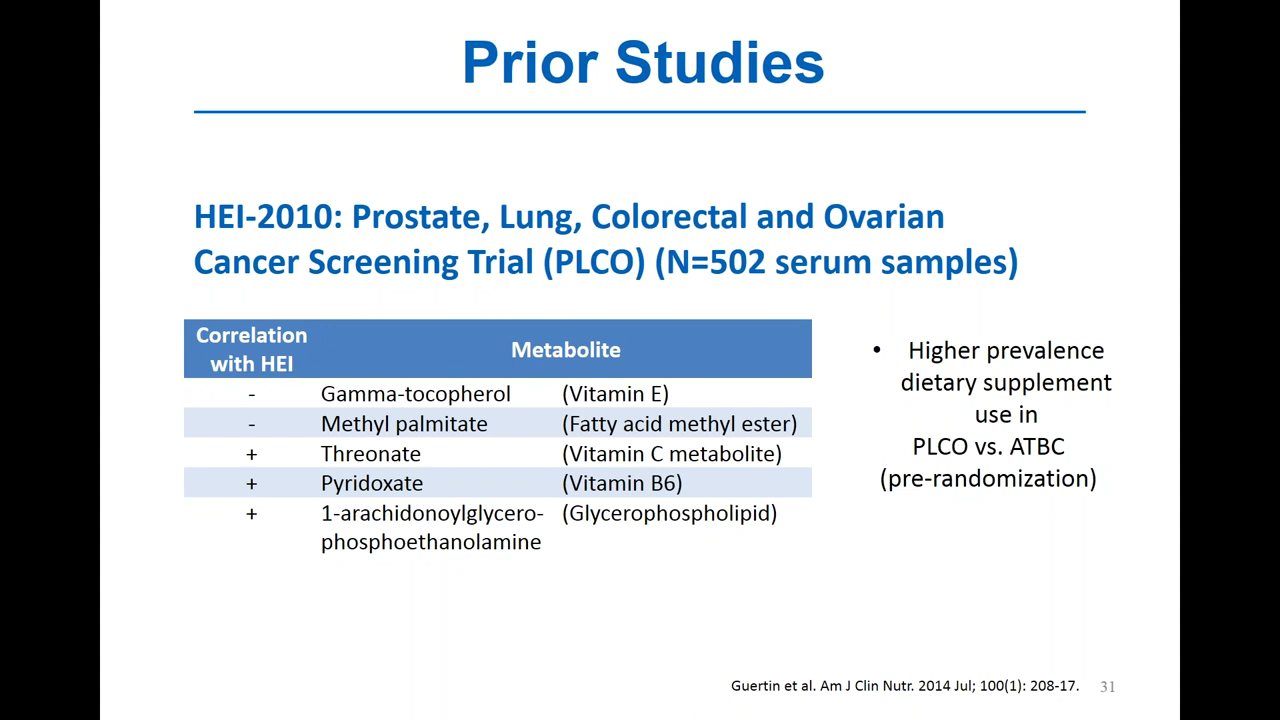 Prior Studies
HEI-2010: Prostate, Lung, Colorectal and Ovarian
Cancer Screening Trial (PLCO) (N=502 serum samples)
Correlation
with HEI
Metabolite
- Gamma-tocopherol (Vitamin E)
- Methyl palmitate (Fatty acid methyl ester)
+ Threonate (Vitamin C metabolite)
+ Pyridoxate (Vitamin B6)
+ 1-arachidonoylglycero- (Glycerophospholipid)
phosphoethanolamine
• Higher prevalence
dietary supplement
use in
PLCO vs. ATBC
(pre-randomization)
Guertin et al. Am J Clin Nutr. 2014 Jul; 100(1): 208-17.
31